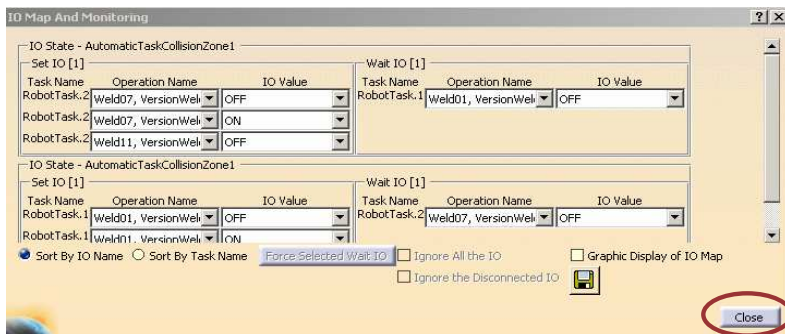 IO Map And Monitoring
IO State - AutomaticTaskCollisionZone1
Set IO [1] Wait IO [1]
Task Name Operation Name IO Value Task Name Operation Name IO Value
RobotTask.2 Weld07, VersionWel OFF RobotTask.1 Weld01, VersionWel OFF
RobotTask.2 Weld07, VersionWel ON
RobotTask.2 Weld11, VersionWel OFF
IO State - AutomaticTaskCollisionZone1
Set IO [1] Wait IO [1]
Task Name Operation Name IO Value Task Name Operation Name IO Value
RobotTask.1 Weld01, VersionWel OFF RobotTask.2 Weld07, VersionWel OFF
RobotTask.1 Weld01, VersionWel ON
Sort By IO Name Sort By Task Name Force Selected Wait IO Ignore All the IO Graphic Display of IO Map
Ignore the Disconnected IO
Close